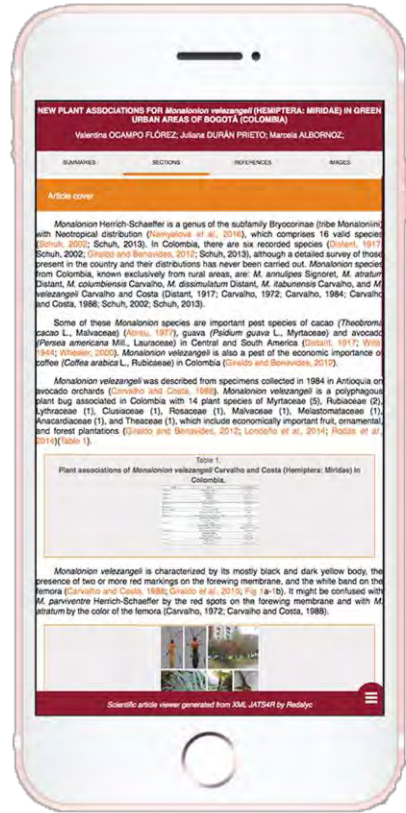 NEW PLANT ASSOCIATIONS FOR Monalonion velezangeli (HEMIPTERA: MIRIDAE) IN GREEN
URBAN AREAS OF BOGOTÁ (COLOMBIA)
Valentina OCAMPO FLÓREZ; Juliana DURÁN PRIETO; Marcela ALBORNOZ;
SUMMARIES SECTIONS REFERENCES IMAGES
Article cover
Monalonion Herrich-Schaeffer is a genus of the subfamily Bryocorinae (tribe Monaloniini)
with Neotropical distribution (Namyatova et al., 2016), which comprises 16 valid species
(Schuh, 2002; Schuh, 2013). In Colombia, there are six recorded species (Distant, 1917
Schuh, 2002; Giraldo and Benavides, 2012; Schuh, 2013), although a detailed survey of those
present in the country and their distributions has never been carried out. Monalonion species
from Colombia, known exclusively from rural areas, are: M. annulipes Signoret, M. atratum
Distant, M. columbiensis Carvalho, M. dissimulatum Distant, M. itabunensis Carvalho, and M
velezangeli Carvalho and Costa (Distant, 1917; Carvalho, 1972; Carvalho, 1984; Carvalho
and Costa, 1988; Schuh, 2002; Schuh, 2013).
Some of these Monalonion species are important pest species of cacao (Theobroma
cacao L., Malvaceae) (Abreu, 1977), guava (Psidium guava L., Myrtaceae) and avocado
(Persea americana Mill., Lauraceae) in Central and South America (Distant, 1917; Wille
1944; Wheeler, 2000). Monalonion velezangeli is also a pest of the economic importance o
coffee (Coffea arabica L., Rubiaceae) in Colombia (Giraldo and Benavides, 2012).
Monalonion velezangeli was described from specimens collected in 1984 in Antioquia on
avocado orchards (Carvalho and Costa, 1988). Monalonion velezangeli is a polyphagous
plant bug associated in Colombia with 14 plant species of Myrtaceae (5), Rubiaceae (2),
Lythraceae (1), Clusiaceae (1), Rosaceae (1), Malvaceae (1), Melastomataceae (1),
Anacardiaceae (1), and Theaceae (1), which include economically important fruit, ornamental,
and forest plantations (Giraldo and Benavides, 2012; Londoño et al., 2014; Rodas et al.,
2014)(Table 1).
Table 1.
Plant associations of Monalonion velezangeli Carvalho and Costa (Hemiptera: Miridae) in
Colombia.
Monalonion velezangeli is characterized by its mostly black and dark yellow body, the
presence of two or more red markings on the forewing membrane, and the white band on the
femora (Carvalho and Costa, 1988; Giraldo et al., 2010; Fig 1a-1b). It might be confused with
M. parviventre Herrich-Schaeffer by the red spots on the forewing membrane and with M.
atratum by the color of the femora (Carvalho, 1972; Carvalho and Costa, 1988).
Scientific article viewer generated from XML JATS4R by Redalyc